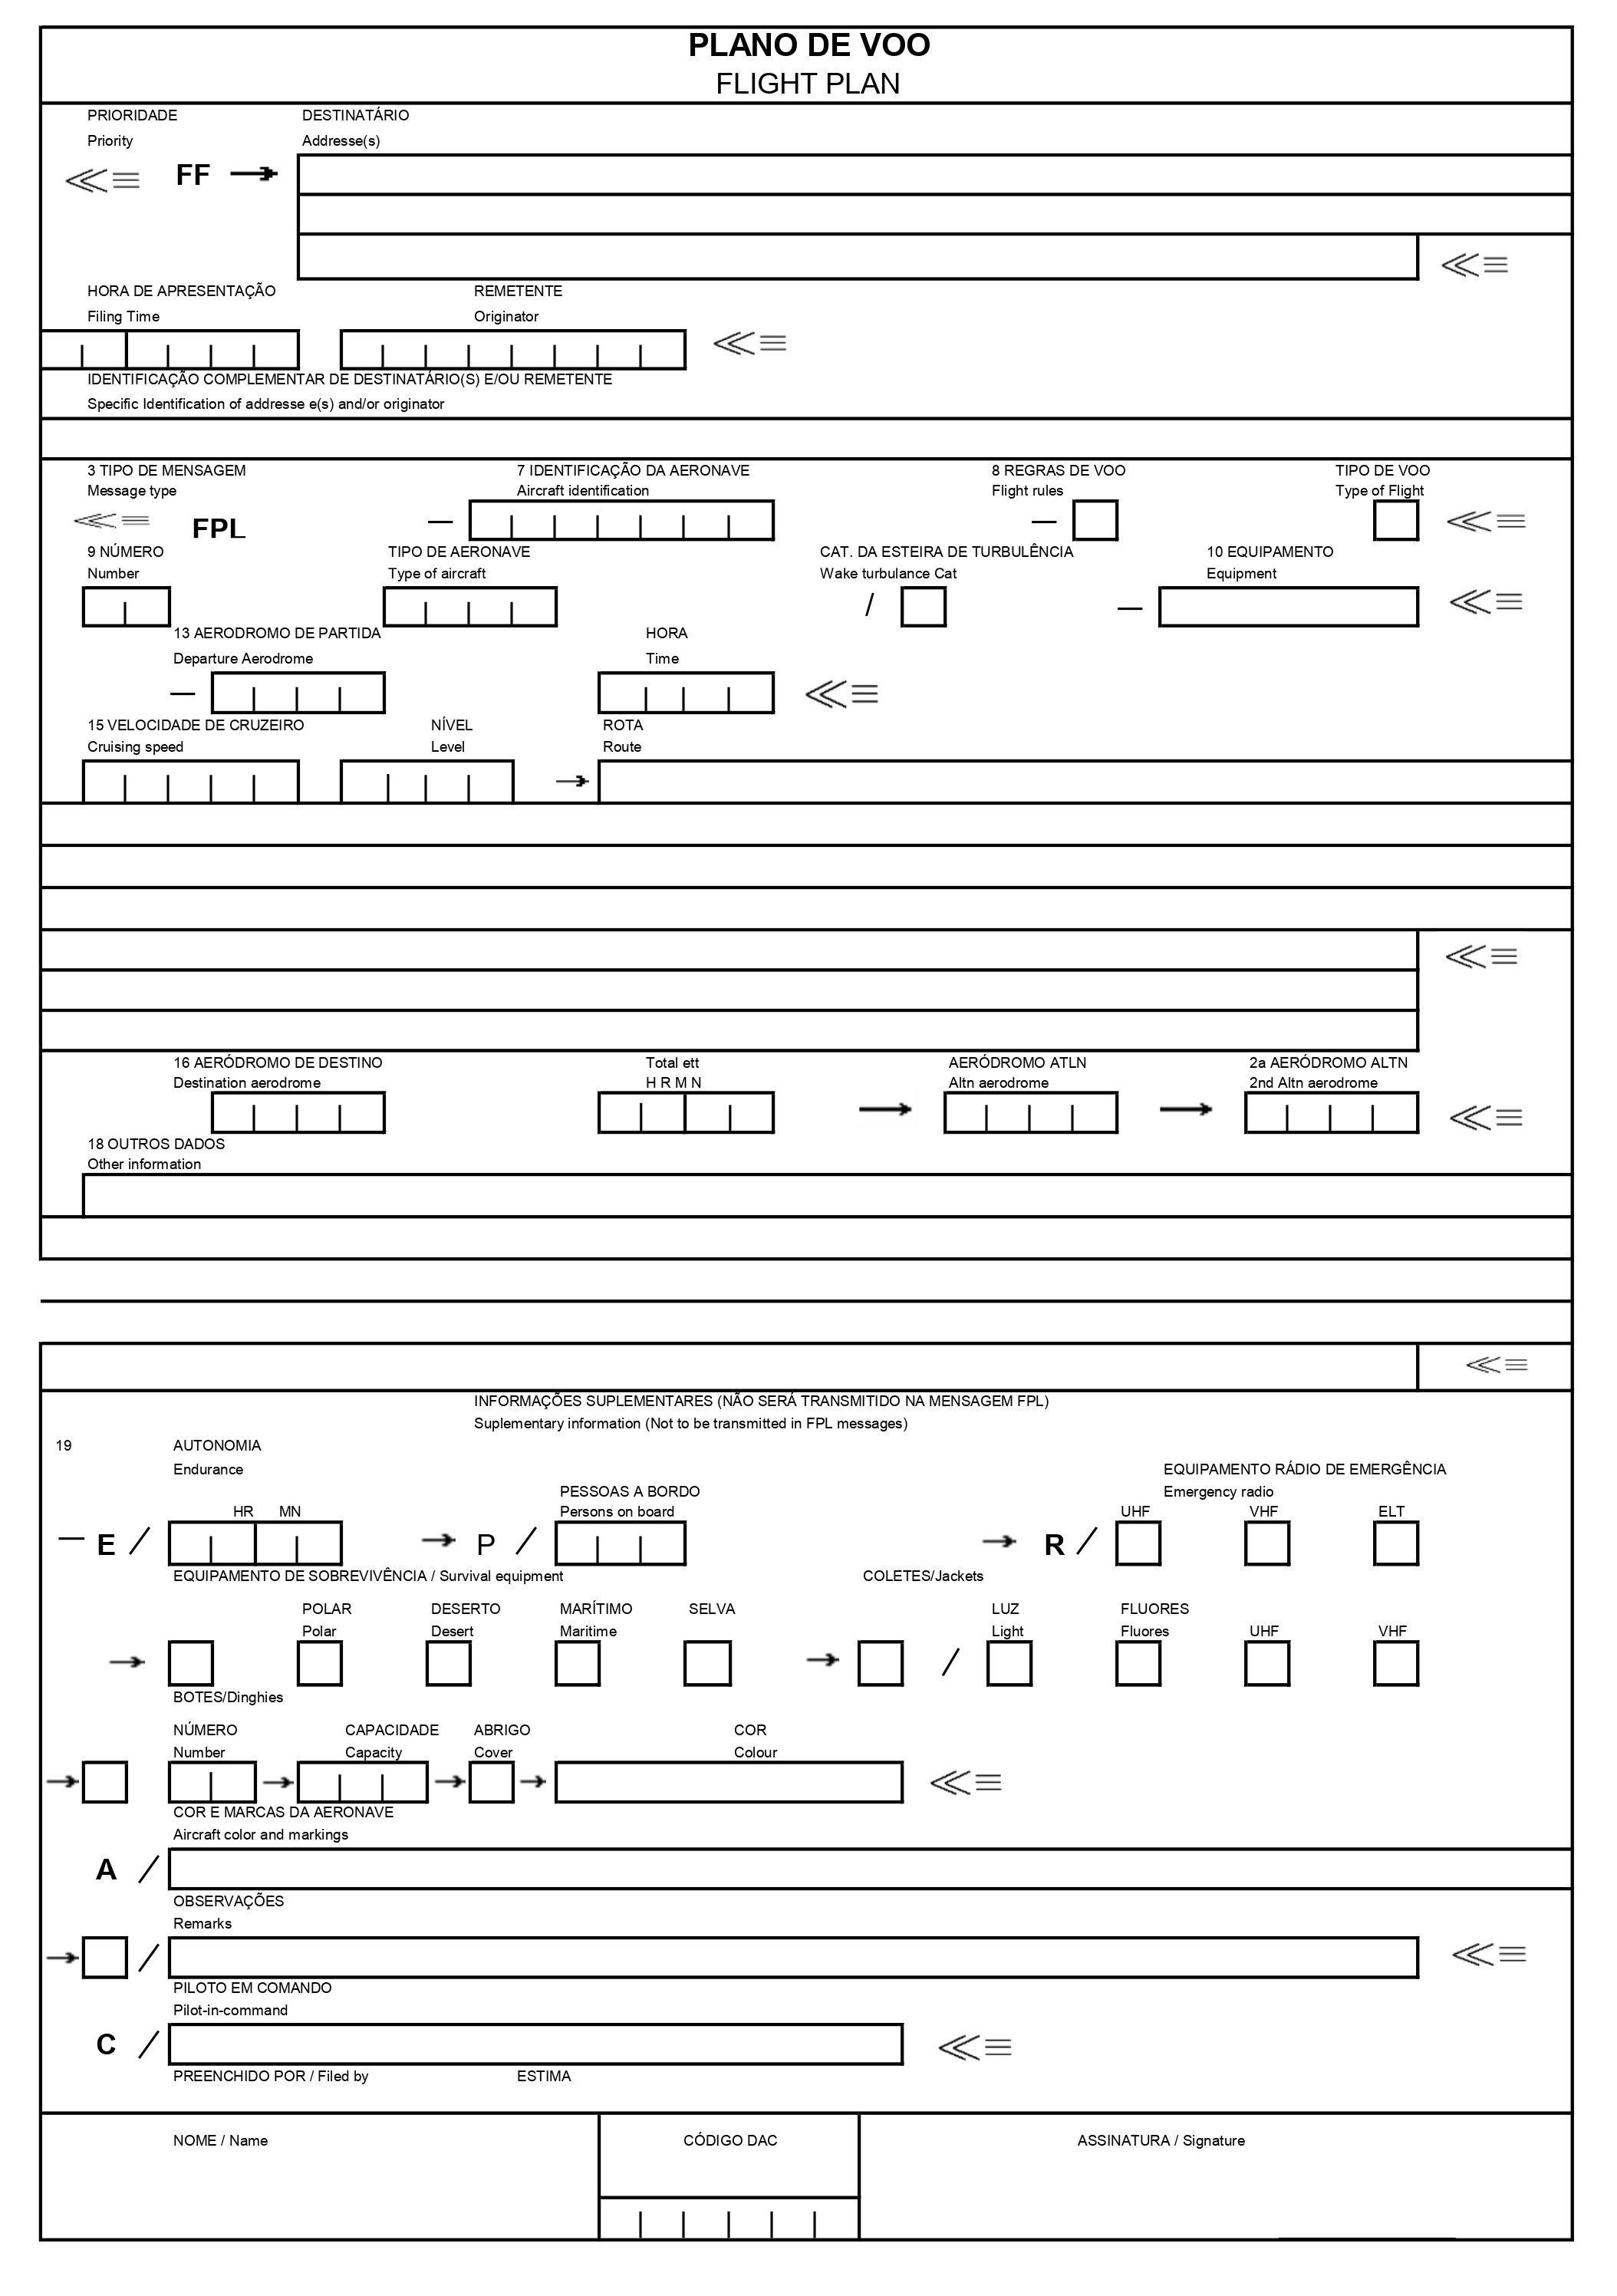 PLANO DE VOO
FLIGHT PLAN
PRIORIDADE DESTINATÁRIO
Priority Addresse(s)
FF
HORA DE APRESENTAÇÃO REMETENTE
Filing Time Originator
IDENTIFICAÇÃO COMPLEMENTAR DE DESTINATÁRIO(S) E/OU REMETENTE
Specific Identification of addresse e(s) and/or originator
3 TIPO DE MENSAGEM 7 IDENTIFICAÇÃO DA AERONAVE 8 REGRAS DE VOO TIPO DE VOO
Message type Aircraft identification Flight rules Type of Flight
FPL — —
9 NÚMERO TIPO DE AERONAVE CAT. DA ESTEIRA DE TURBULÊNCIA 10 EQUIPAMENTO
Number Type of aircraft Wake turbulance Cat Equipment
/ —
13 AERODROMO DE PARTIDA HORA
Departure Aerodrome Time
—
15 VELOCIDADE DE CRUZEIRO NÍVEL ROTA
Cruising speed Level Route
16 AERÓDROMO DE DESTINO Total ett AERÓDROMO ATLN 2a AERÓDROMO ALTN
Destination aerodrome H R M N Altn aerodrome 2nd Altn aerodrome
18 OUTROS DADOS
Other information
INFORMAÇÕES SUPLEMENTARES (NÃO SERÁ TRANSMITIDO NA MENSAGEM FPL)
Suplementary information (Not to be transmitted in FPL messages)
19 AUTONOMIA
Endurance EQUIPAMENTO RÁDIO DE EMERGÊNCIA
PESSOAS A BORDO Emergency radio
HR MN Persons on board UHF VHF ELT
— E / P / R /
EQUIPAMENTO DE SOBREVIVÊNCIA / Survival equipment COLETES/Jackets
POLAR DESERTO MARÍTIMO SELVA LUZ FLUORES
Polar Desert Maritime Light Fluores UHF VHF
/
BOTES/Dinghies
NÚMERO CAPACIDADE ABRIGO COR
Number Capacity Cover Colour
COR E MARCAS DA AERONAVE
Aircraft color and markings
A /
OBSERVAÇÕES
Remarks
/
PILOTO EM COMANDO
Pilot-in-command
C /
PREENCHIDO POR / Filed by ESTIMA
NOME / Name CÓDIGO DAC ASSINATURA / Signature